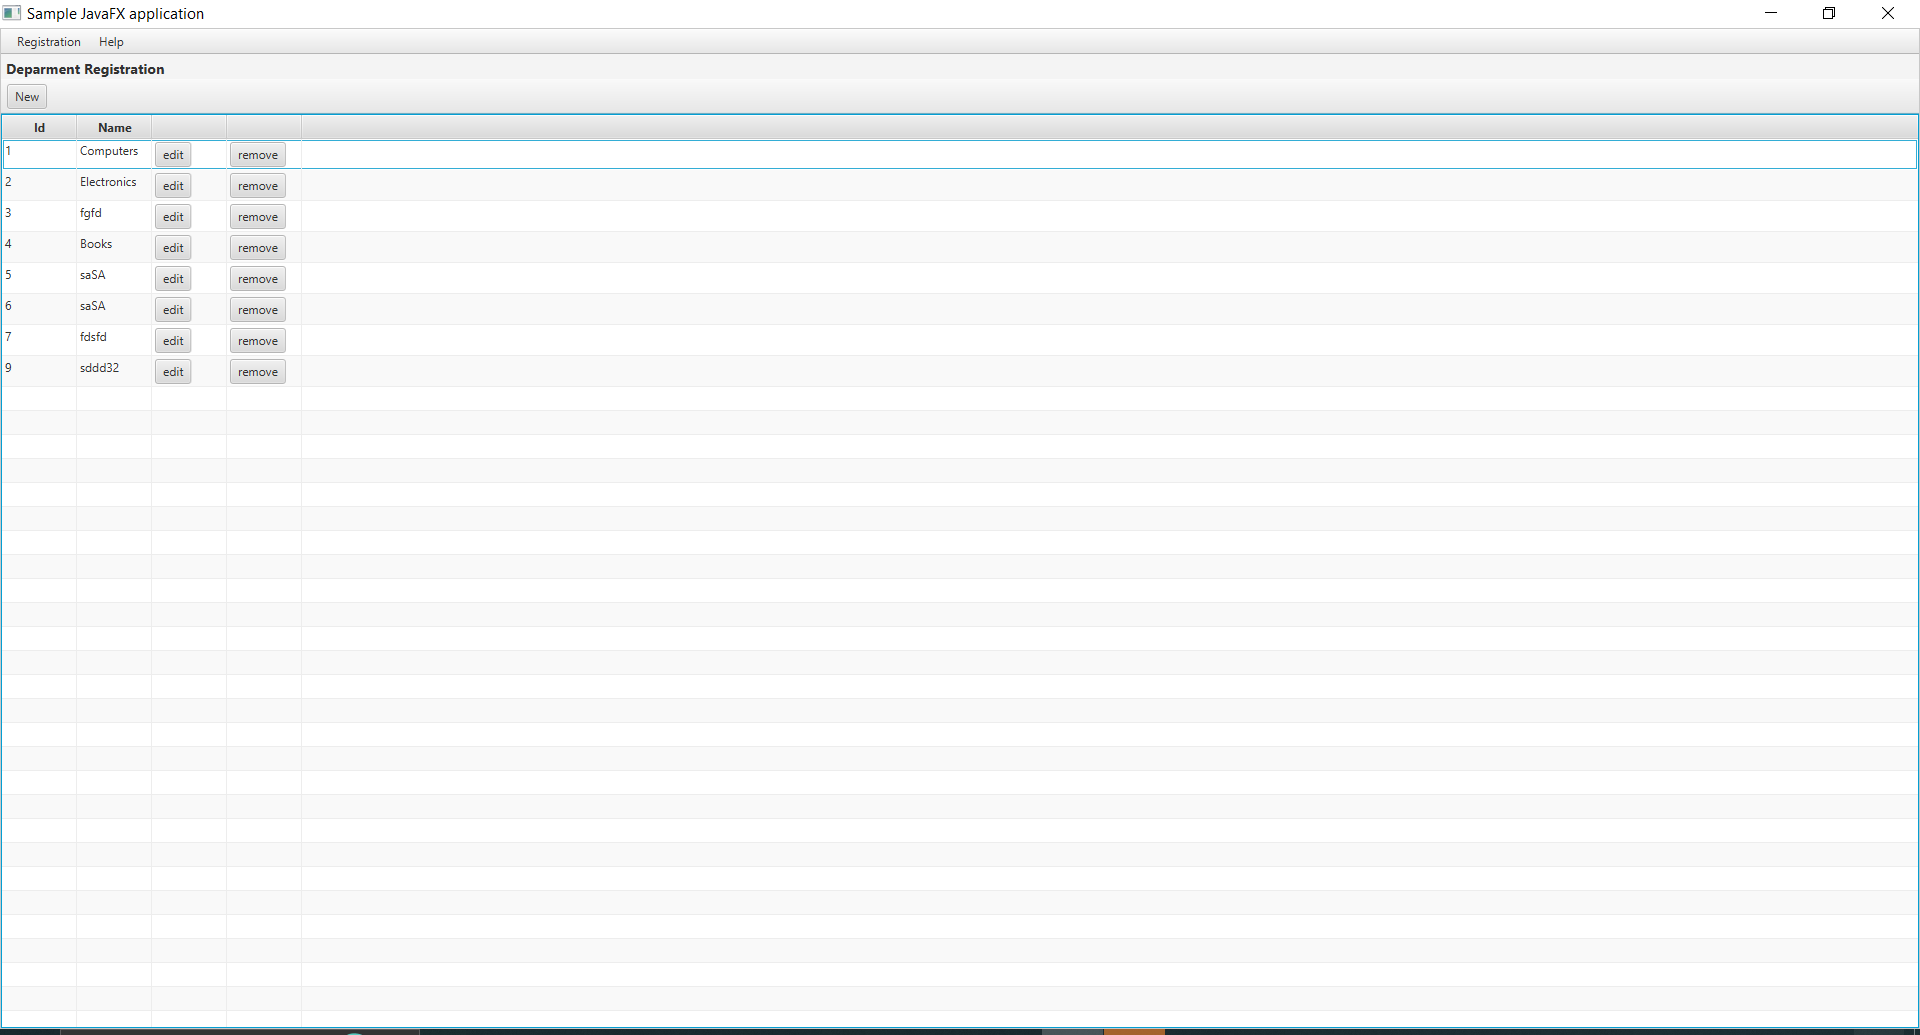 Sample JavaFX application
Registration Help
Deparment Registration
New
Id Name
1 Computers edit remove
2 Electronics edit remove
3 fgfd edit remove
4 Books edit remove
5 saSA edit remove
6 saSA edit remove
7 fdsfd edit remove
9 sddd32 edit remove